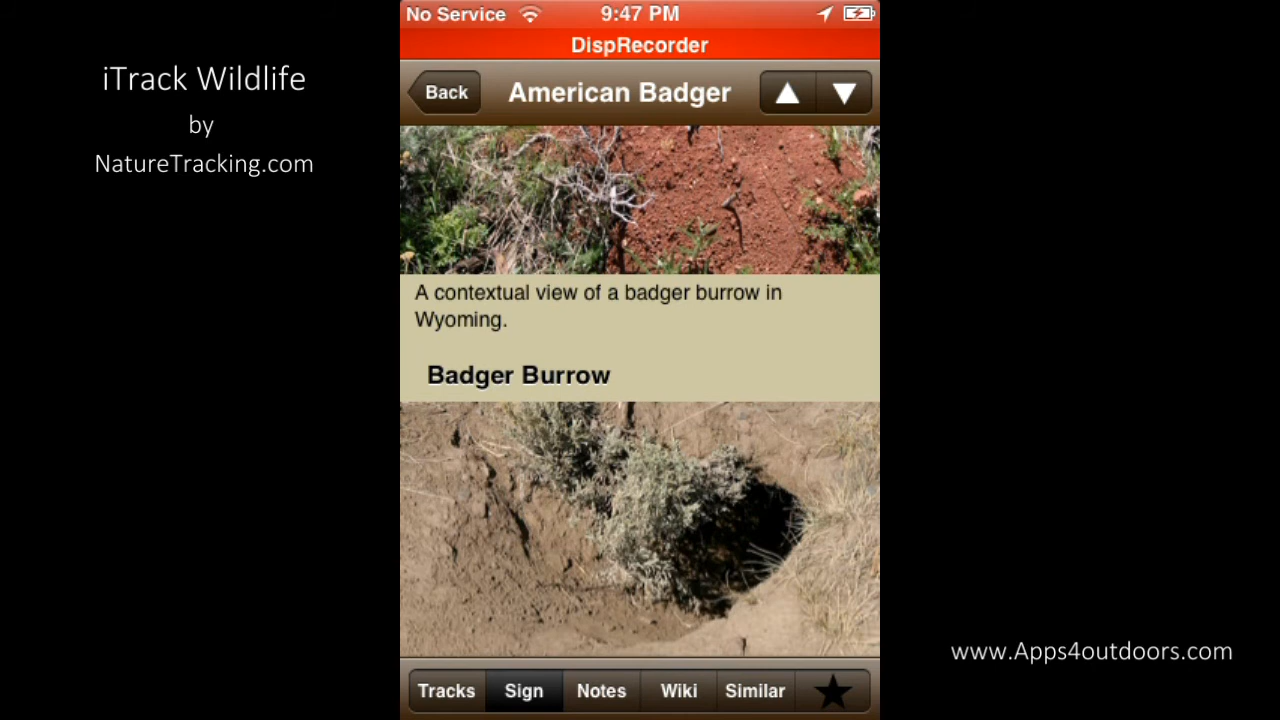 iTrack Wildlife
by
NatureTracking.com
No Service 9:47 PM
DispRecorder
Back American Badger
A contextual view of a badger burrow in
Wyoming.
Badger Burrow
Tracks Sign Notes Wiki Similar
www.Apps4outdoors.com